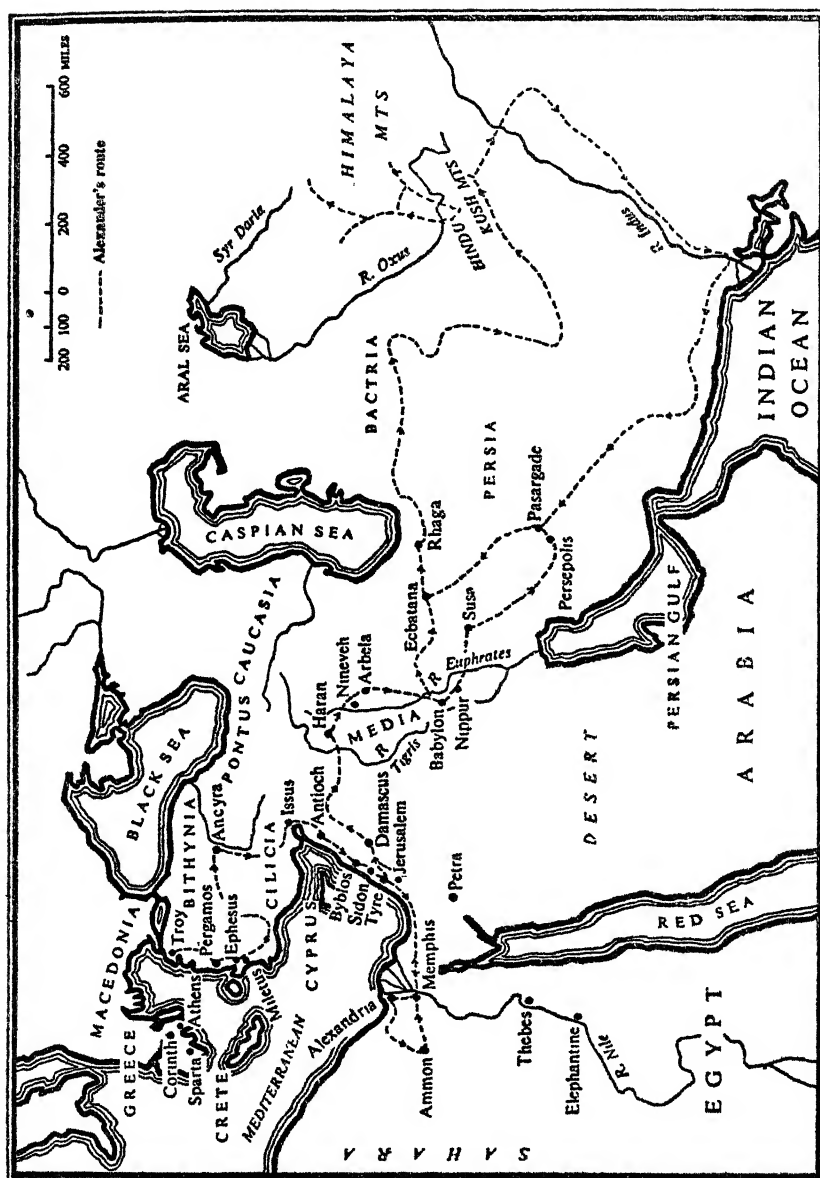 200 100 0 200 400 600 MILES
Alexander's route
MACEDONIA
GREECE
Corinth
Sparta
Athens
CRETE
MEDITERRANEAN
Troy
Pergamos
Ephesus
Miletus
BLACK SEA
BITHYNIA
Ancyra
PONTUS CAUCASIA
CILICIA
CYPRUS
Issus
Antioch
Byblos
Sidon
Tyre
Damascus
Jerusalem
Petra
Alexandria
Memphis
Ammon
Thebes
Elephantine
R. Nile
EGYPT
SAHARA
RED SEA
DESERT
ARABIA
Haran
Nineveh
Arbela
MEDIA
R Tigris
R Euphrates
Babylon
Nippur
Susa
Ecbatana
Rhaga
CASPIAN SEA
ARAL SEA
Syr Daria
R. Oxus
BACTRIA
PERSIA
Pasargade
Persepolis
PERSIAN GULF
HIMALAYA
MTS
HINDU
KUSH MTS
R Indus
INDIAN
OCEAN